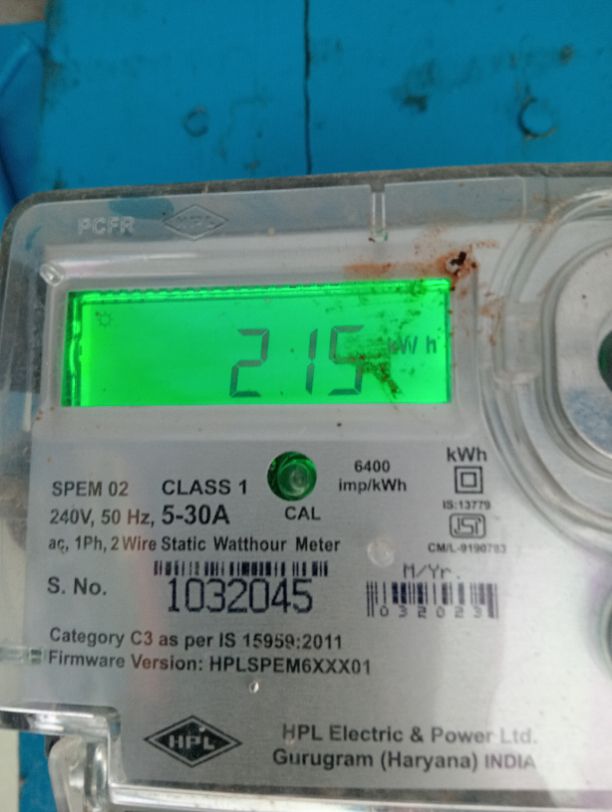 PCFR HPL
215 kWh
SPEM 02 CLASS 1 6400 imp/kWh kWh
240V, 50 Hz, 5-30A CAL IS:13779
ac, 1Ph, 2 Wire Static Watthour Meter CM/L-9190783
S. No. 1032045 M/Yr. 032023
Category C3 as per IS 15959:2011
Firmware Version: HPLSPEM6XXX01
HPL HPL Electric & Power Ltd.
Gurugram (Haryana) INDIA